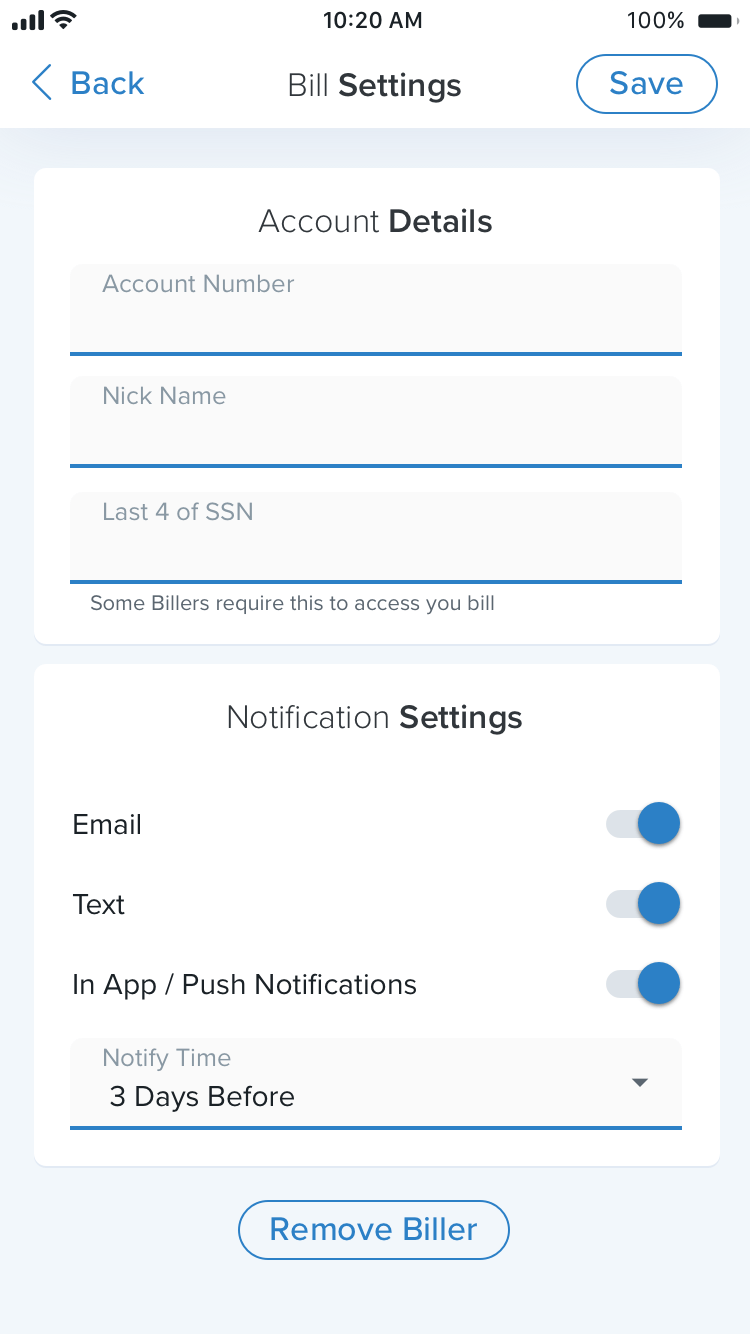 10:20 AM
100%
Back
Bill Settings
Save
Account Details
Account Number
Nick Name
Last 4 of SSN
Some Billers require this to access you bill
Notification Settings
Email
Text
In App / Push Notifications
Notify Time
3 Days Before
Remove Biller